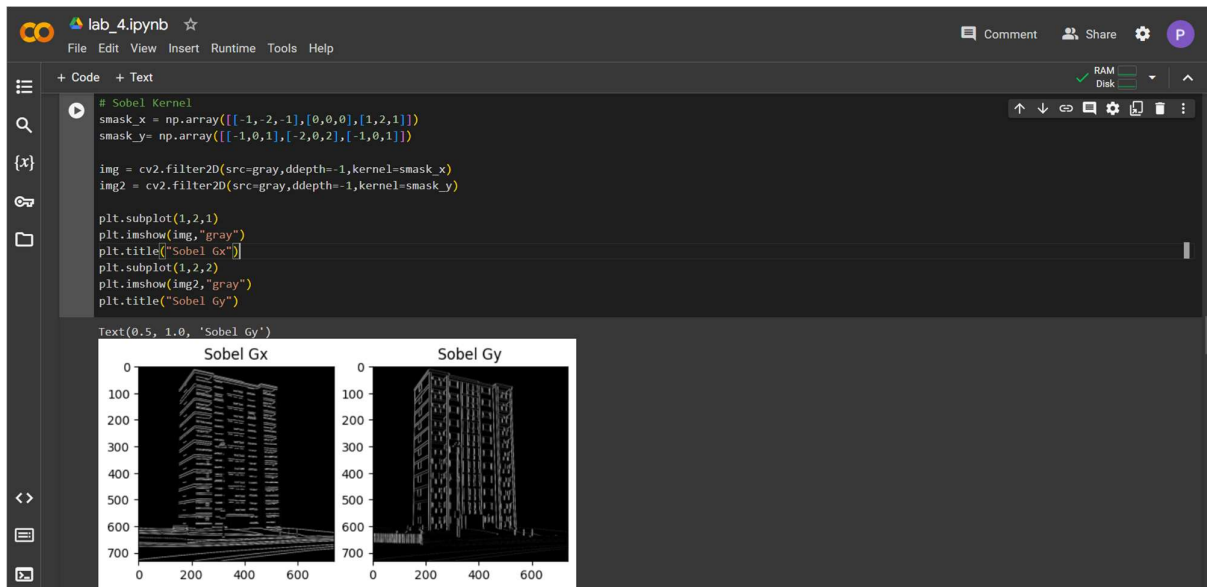 lab_4.ipynb
File Edit View Insert Runtime Tools Help
Comment Share P
+ Code + Text
RAM
Disk
{x}
# Sobel Kernel
smask_x = np.array([[-1,-2,-1],[0,0,0],[1,2,1]])
smask_y= np.array([[-1,0,1],[-2,0,2],[-1,0,1]])
img = cv2.filter2D(src=gray,ddepth=-1,kernel=smask_x)
img2 = cv2.filter2D(src=gray,ddepth=-1,kernel=smask_y)
plt.subplot(1,2,1)
plt.imshow(img,"gray")
plt.title("Sobel Gx")
plt.subplot(1,2,2)
plt.imshow(img2,"gray")
plt.title("Sobel Gy")
Text(0.5, 1.0, 'Sobel Gy')
Sobel Gx Sobel Gy
0 0
100 100
200 200
300 300
400 400
500 500
600 600
700 700
0 200 400 600 0 200 400 600